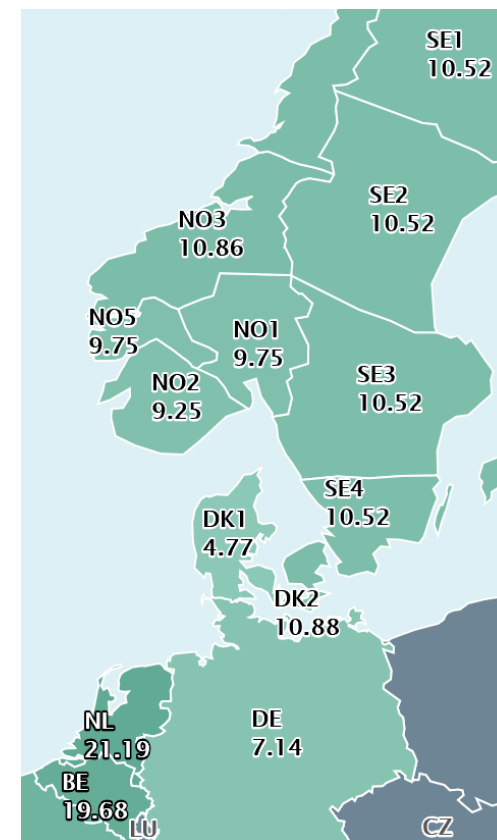 SE1
10.52
SE2
10.52
NO3
10.86
NO5
9.75
NO1
9.75
NO2
9.25
SE3
10.52
SE4
10.52
DK1
4.77
DK2
10.88
NL
21.19
DE
7.14
BE
19.68
LU
CZ